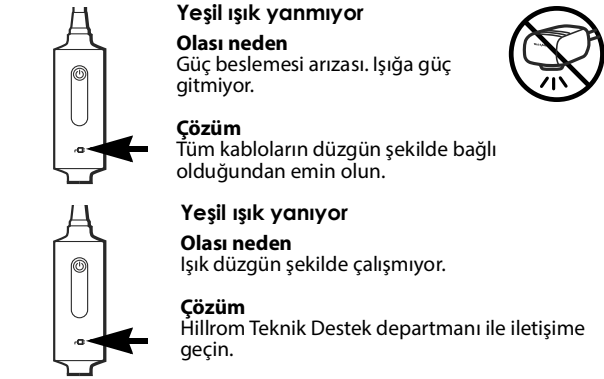 Yeşil ışık yanmıyor
Olası neden
Güç beslemesi arızası. Işığa güç
gitmiyor.
Çözüm
Tüm kabloların düzgün şekilde bağlı
olduğundan emin olun.
Yeşil ışık yanıyor
Olası neden
Işık düzgün şekilde çalışmıyor.
Çözüm
Hillrom Teknik Destek departmanı ile iletişime
geçin.